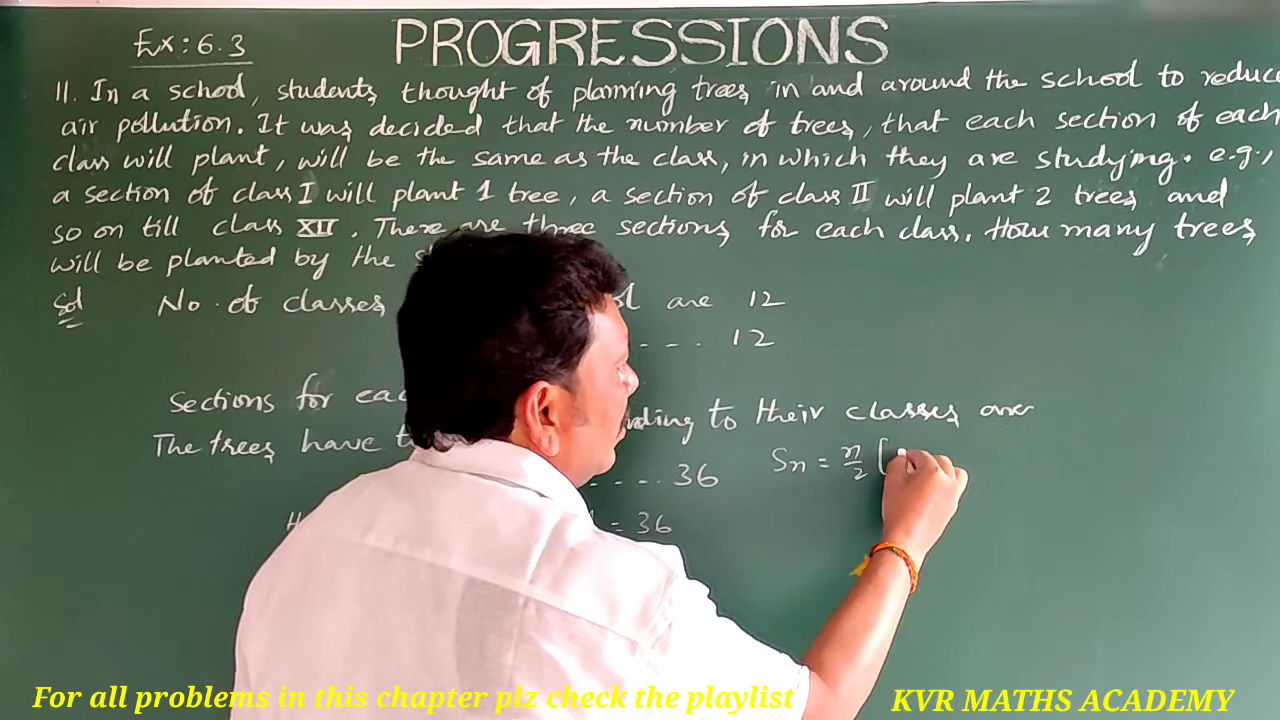 Ex: 6.3
PROGRESSIONS
11. In a school, students thought of planning trees in and around the school to reduce
air pollution. It was decided that the number of trees, that each section of each
class will plant, will be the same as the class, in which they are studying. e.g.,
a section of class I will plant 1 tree, a section of class II will plant 2 trees and
so on till class XII. There are three sections for each class. How many trees
will be planted by the
Sol No. of classes are 12
.... 12
Sections for
The trees have to their classes are
.... 36
Sn = n/2 [
= 36
For all problems in this chapter plz check the playlist
KVR MATHS ACADEMY